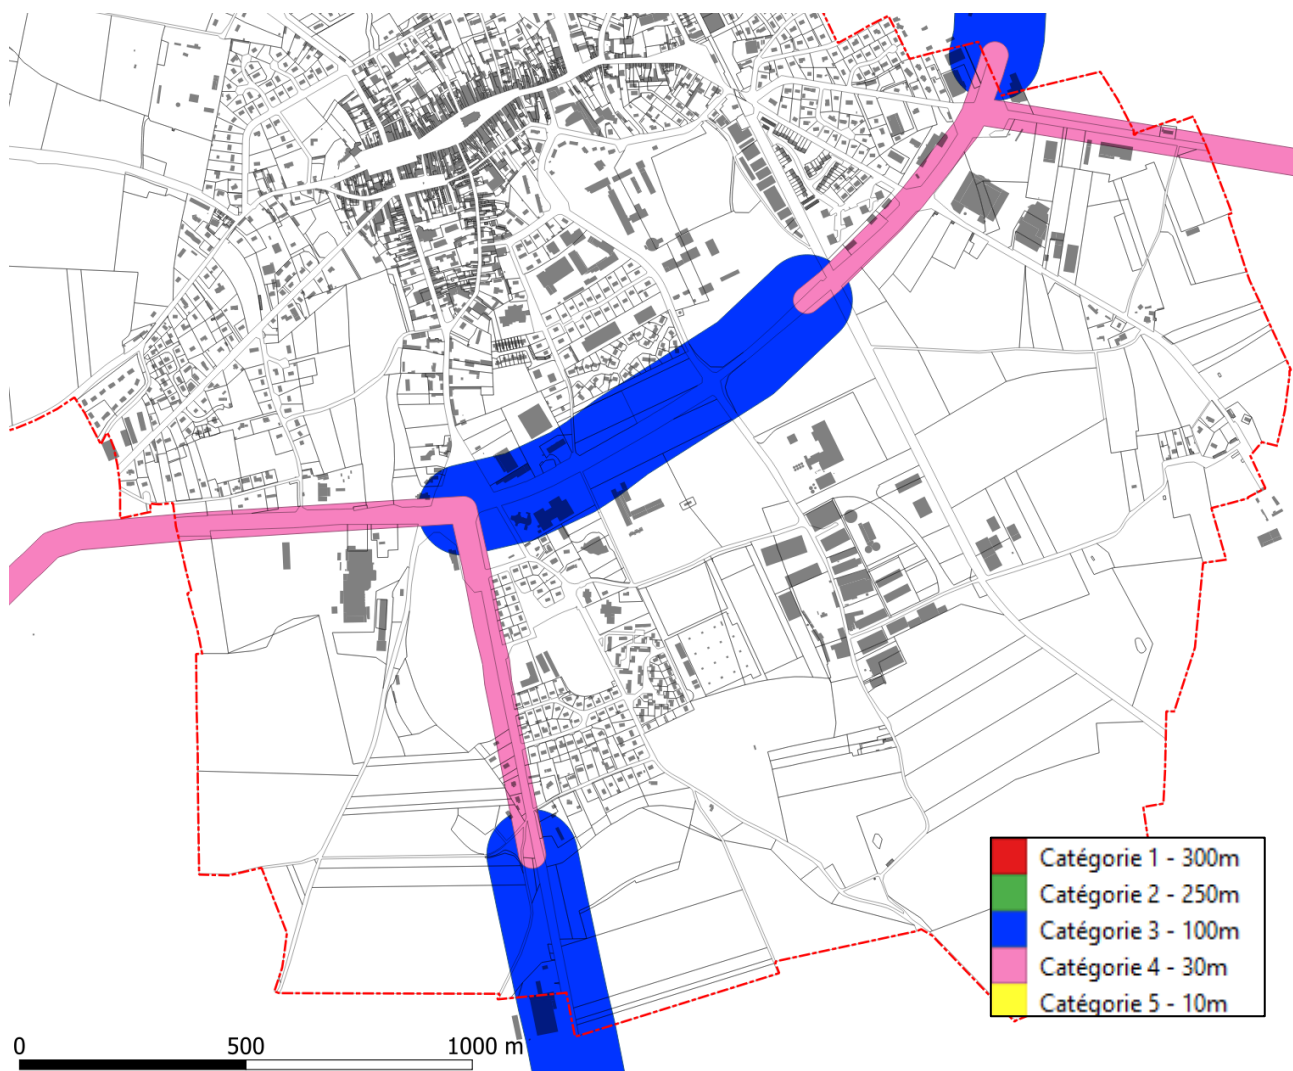 Catégorie 1 - 300m
Catégorie 2 - 250m
Catégorie 3 - 100m
Catégorie 4 - 30m
Catégorie 5 - 10m
0 500 1000 m